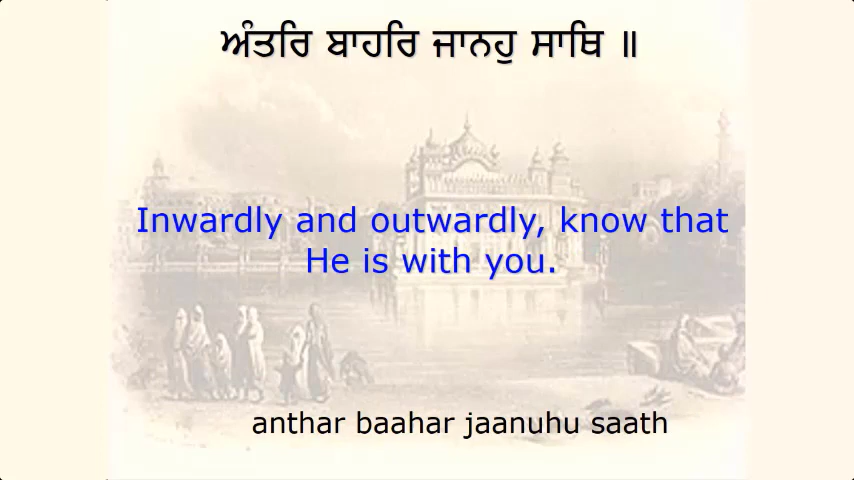 ਅੰਤਰਿ ਬਾਹਰਿ ਜਾਨਹੁ ਸਾਥਿ ॥
Inwardly and outwardly, know that
He is with you.
anthar baahar jaanuhu saath